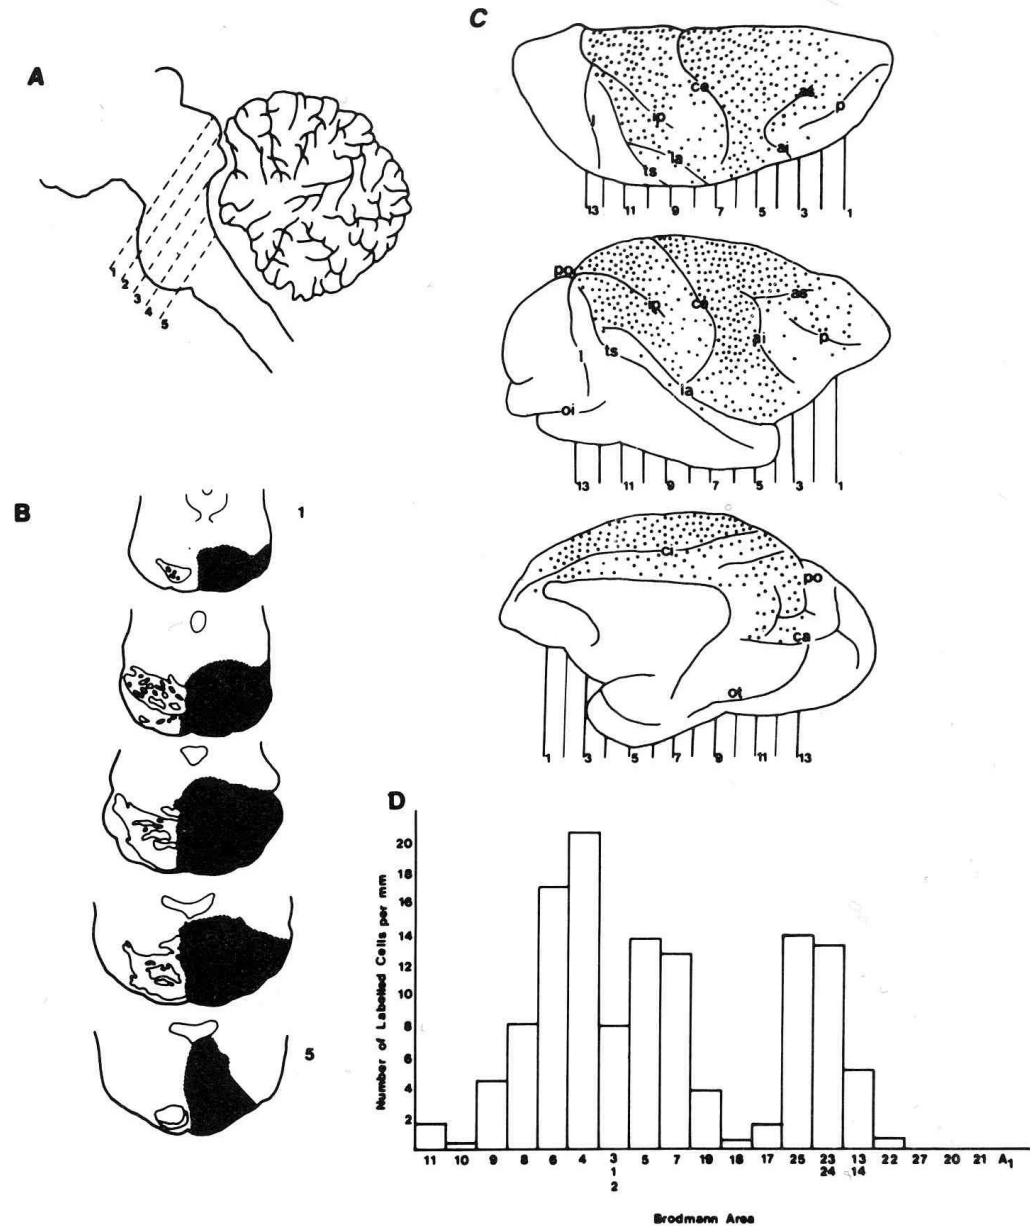 A
1
2
3
4
5
B
1
5
C
l
ip
la
ts
ce
as
ai
p
13 11 9 7 5 3 1
po
ip
ce
as
ai
p
ts
l
ia
oi
13 11 9 7 5 3 1
ci
po
ca
ot
1 3 5 7 9 11 13
D
Number of Labelled Cells per mm
20
18
16
14
12
10
8
6
4
2
11 10 9 8 6 4 3 5 7 19 18 17 25 23 13 22 27 20 21 A1
1 24 14
2
Brodmann Area